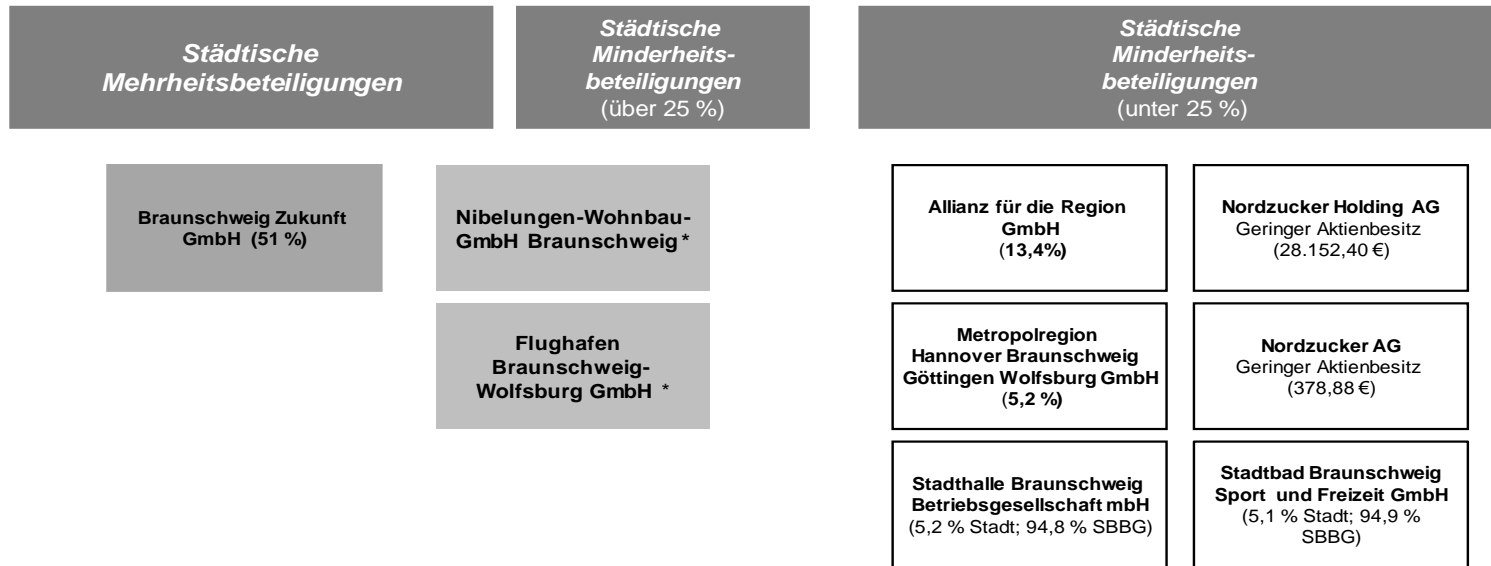 Städtische
Mehrheitsbeteiligungen
Städtische
Minderheits-
beteiligungen
(über 25 %)
Städtische
Minderheits-
beteiligungen
(unter 25 %)
Braunschweig Zukunft
GmbH (51 %)
Nibelungen-Wohnbau-
GmbH Braunschweig *
Allianz für die Region
GmbH
(13,4%)
Nordzucker Holding AG
Geringer Aktienbesitz
(28.152,40 €)
Flughafen
Braunschweig-
Wolfsburg GmbH *
Metropolregion
Hannover Braunschweig
Göttingen Wolfsburg GmbH
(5,2 %)
Nordzucker AG
Geringer Aktienbesitz
(378,88 €)
Stadthalle Braunschweig
Betriebsgesellschaft mbH
(5,2 % Stadt; 94,8 % SBBG)
Stadtbad Braunschweig
Sport und Freizeit GmbH
(5,1 % Stadt; 94,9 %
SBBG)